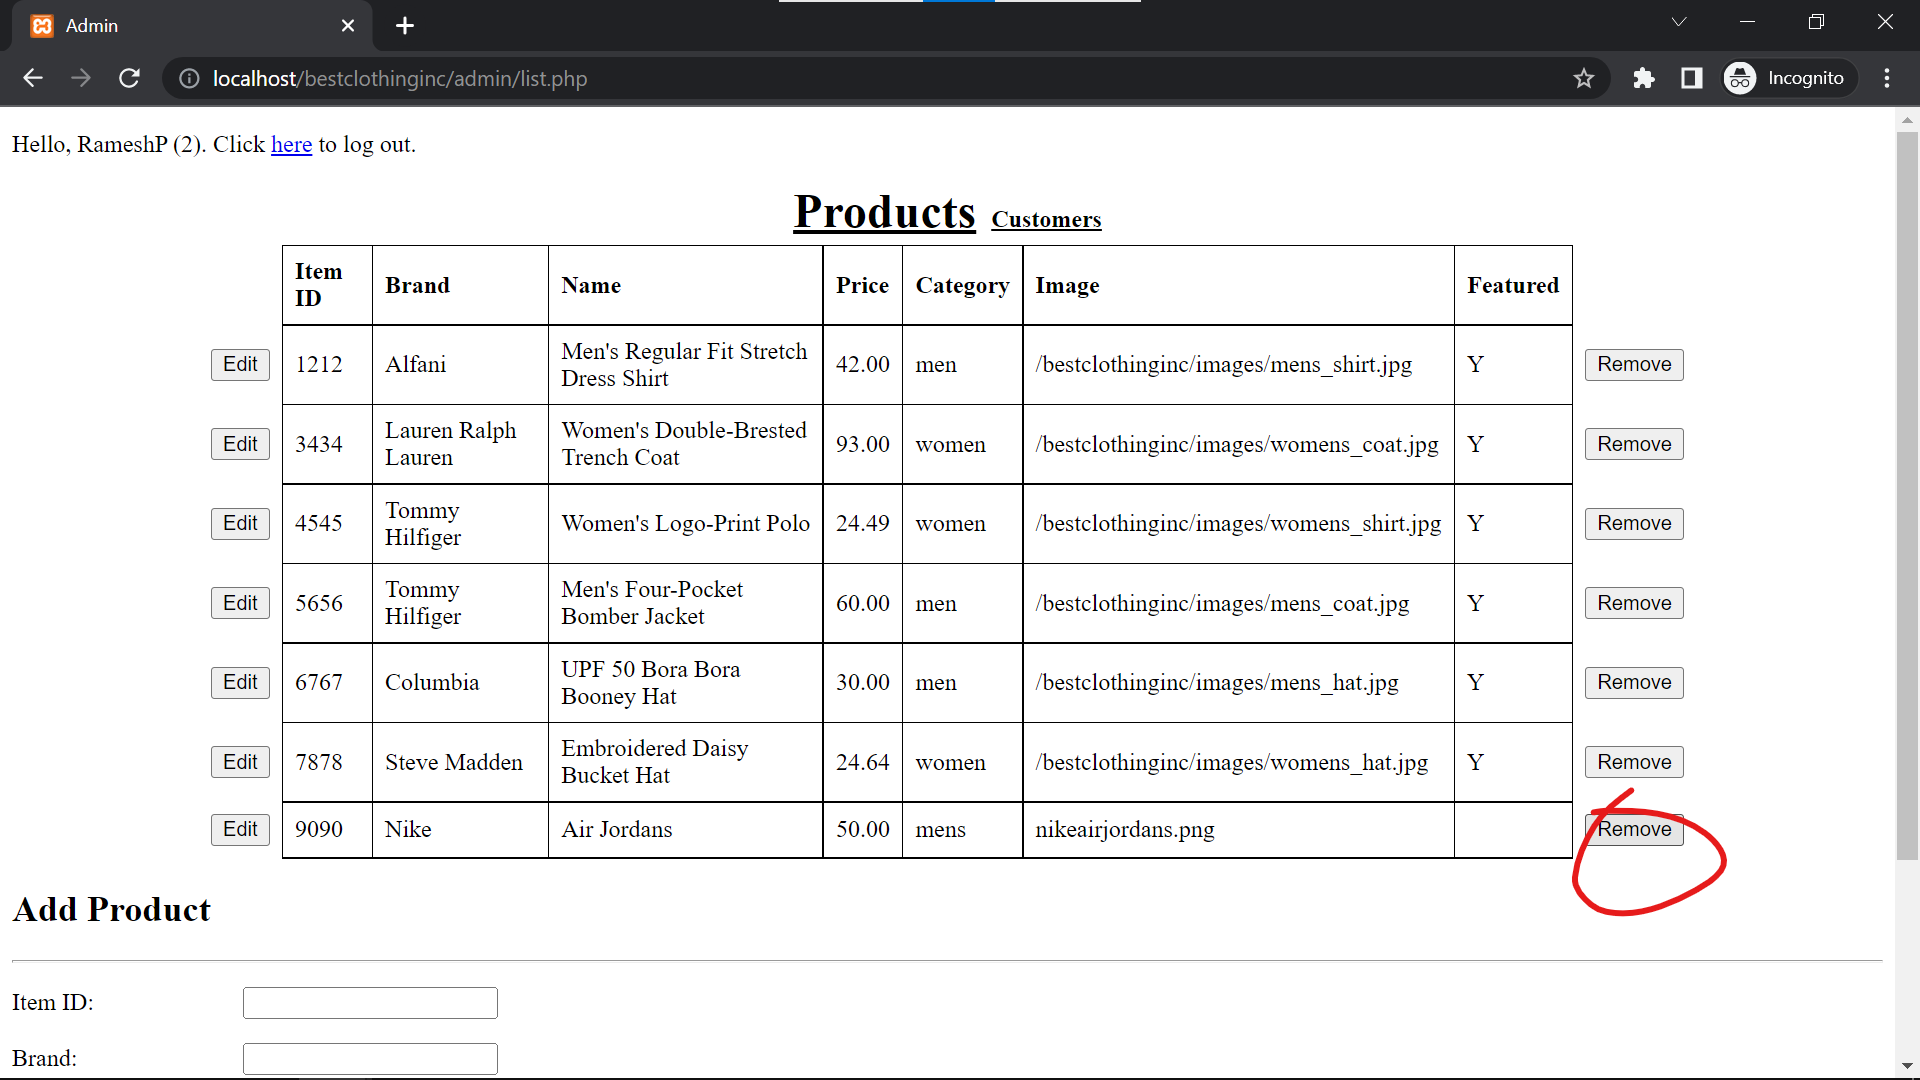 Admin
localhost/bestclothinginc/admin/list.php
Incognito
Hello, RameshP (2). Click here to log out.
Products Customers
Item ID Brand Name Price Category Image Featured
Edit 1212 Alfani Men's Regular Fit Stretch Dress Shirt 42.00 men /bestclothinginc/images/mens_shirt.jpg Y Remove
Edit 3434 Lauren Ralph Lauren Women's Double-Brested Trench Coat 93.00 women /bestclothinginc/images/womens_coat.jpg Y Remove
Edit 4545 Tommy Hilfiger Women's Logo-Print Polo 24.49 women /bestclothinginc/images/womens_shirt.jpg Y Remove
Edit 5656 Tommy Hilfiger Men's Four-Pocket Bomber Jacket 60.00 men /bestclothinginc/images/mens_coat.jpg Y Remove
Edit 6767 Columbia UPF 50 Bora Bora Booney Hat 30.00 men /bestclothinginc/images/mens_hat.jpg Y Remove
Edit 7878 Steve Madden Embroidered Daisy Bucket Hat 24.64 women /bestclothinginc/images/womens_hat.jpg Y Remove
Edit 9090 Nike Air Jordans 50.00 mens nikeairjordans.png Remove
Add Product
Item ID:
Brand: